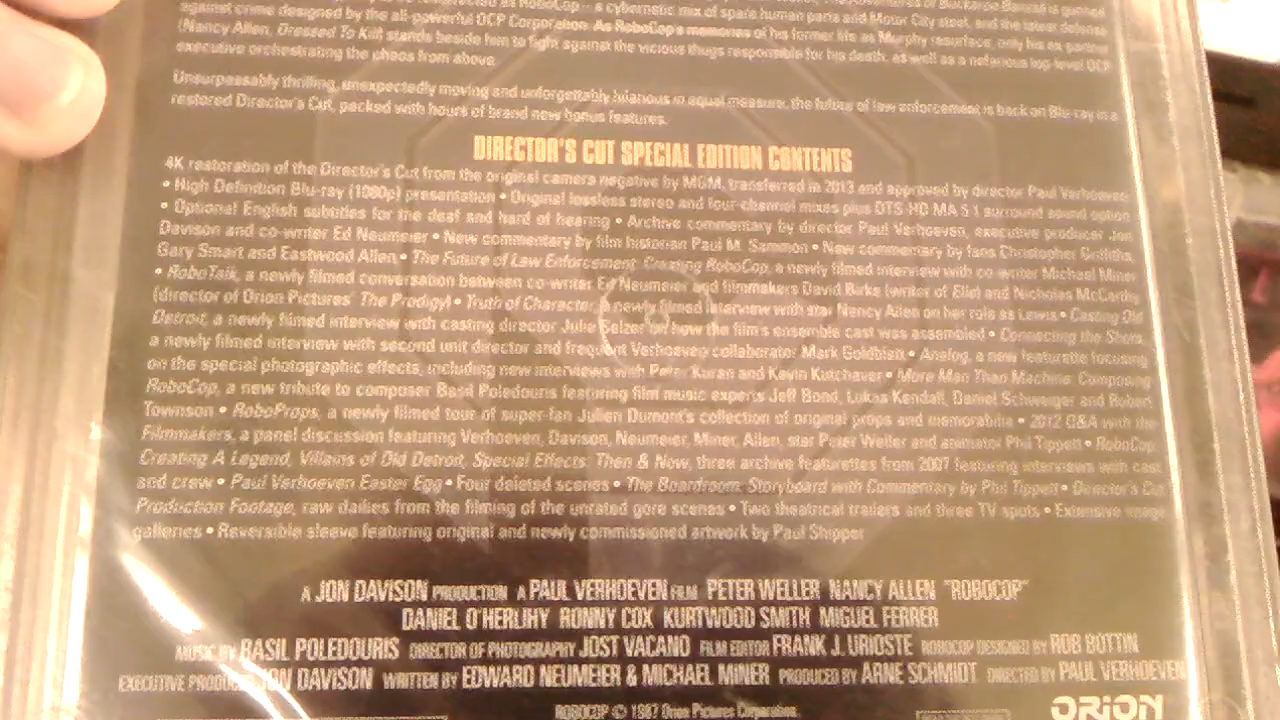 as RoboCop – a cybernetic mix of spare human parts and Motor City steel, and the latest defense
against crime designed by the all-powerful OCP Corporation. As RoboCop's memories of his former life as Murphy resurface, only his ex-partner
(Nancy Allen, Dressed To Kill) stands beside him to fight against the vicious thugs responsible for his death, as well as a nefarious top-level OCP
executive orchestrating the chaos from above.
Unsurpassably thrilling, unexpectedly moving and unforgettably hilarious in equal measure, the future of law enforcement is back on Blu-ray in a
restored Director's Cut, packed with hours of brand new bonus features.
DIRECTOR'S CUT SPECIAL EDITION CONTENTS
4K restoration of the Director's Cut from the original camera negative by MGM, transferred in 2013 and approved by director Paul Verhoeven
• High Definition Blu-ray (1080p) presentation • Original lossless stereo and four-channel mixes plus DTS-HD MA 5.1 surround sound option
• Optional English subtitles for the deaf and hard of hearing • Archive commentary by director Paul Verhoeven, executive producer Jon
Davison and co-writer Ed Neumeier • New commentary by film historian Paul M. Sammon • New commentary by fans Christopher Griffiths,
Gary Smart and Eastwood Allen • The Future of Law Enforcement: Creating RoboCop, a newly filmed interview with co-writer Michael Miner
• RoboTalk, a newly filmed conversation between co-writer Ed Neumeier and filmmakers David Birke (writer of Elle) and Nicholas McCarthy
(director of Orion Pictures' The Prodigy) • Truth of Character, a newly filmed interview with star Nancy Allen on her role as Lewis • Casting Old
Detroit, a newly filmed interview with casting director Julie Selzer on how the film's ensemble cast was assembled • Connecting the Shots,
a newly filmed interview with second unit director and frequent Verhoeven collaborator Mark Goldblatt • Analog, a new featurette focusing
on the special photographic effects, including new interviews with Peter Kuran and Kevin Kutchaver • More Man Than Machine: Composing
RoboCop, a new tribute to composer Basil Poledouris featuring film music experts Jeff Bond, Lukas Kendall, Daniel Schweiger and Robert
Townson • RoboProps, a newly filmed tour of super-fan Julien Dumont's collection of original props and memorabilia • 2012 Q&A with the
Filmmakers, a panel discussion featuring Verhoeven, Davison, Neumeier, Miner, Allen, star Peter Weller and animator Phil Tippett • RoboCop:
Creating A Legend, Villains of Old Detroit, Special Effects: Then & Now, three archive featurettes from 2007 featuring interviews with cast
and crew • Paul Verhoeven Easter Egg • Four deleted scenes • The Boardroom: Storyboard with Commentary by Phil Tippett • Director's Cut
Production Footage, raw dailies from the filming of the unrated gore scenes • Two theatrical trailers and three TV spots • Extensive image
galleries • Reversible sleeve featuring original and newly commissioned artwork by Paul Shipper
A JON DAVISON PRODUCTION A PAUL VERHOEVEN FILM PETER WELLER NANCY ALLEN "ROBOCOP"
DANIEL O'HERLIHY RONNY COX KURTWOOD SMITH MIGUEL FERRER
MUSIC BY BASIL POLEDOURIS DIRECTOR OF PHOTOGRAPHY JOST VACANO FILM EDITOR FRANK J. URIOSTE ROBOCOP DESIGNED BY ROB BOTTIN
EXECUTIVE PRODUCER JON DAVISON WRITTEN BY EDWARD NEUMEIER & MICHAEL MINER PRODUCED BY ARNE SCHMIDT DIRECTED BY PAUL VERHOEVEN
ROBOCOP © 1987 Orion Pictures Corporation.
ORION